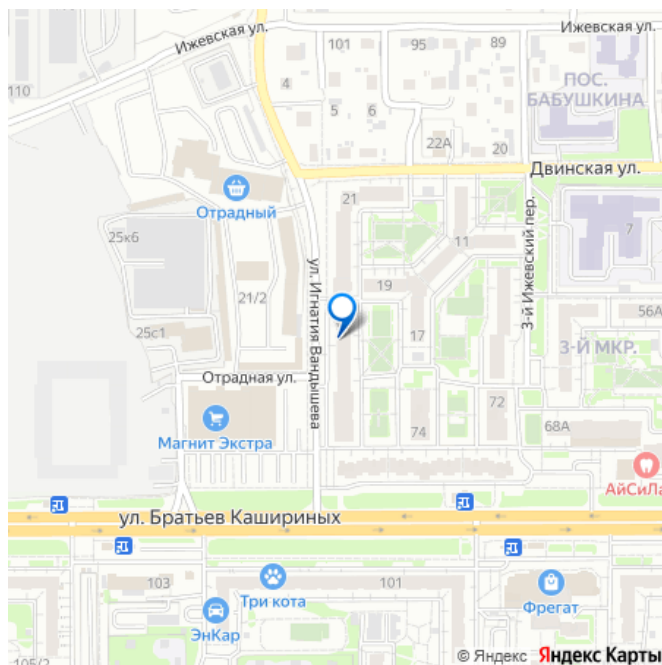 Ижевская ул.
101
95
89
Ижевская ул.
110
4
5
6
ПОС.
БАБУШКИНА
22А
20
Двинская ул.
21
Отрадный
25к6
11
7
3-й Ижевский пер.
ул. Игнатия Вандышева
19
21/2
17
56А
25с1
3-Й МКР.
Отрадная ул.
72
74
68А
Магнит Экстра
АйСиЛа
ул. Братьев Кашириных
103
101
Три кота
Фрегат
ЭнКар
105/2
© Яндекс Яндекс Карты